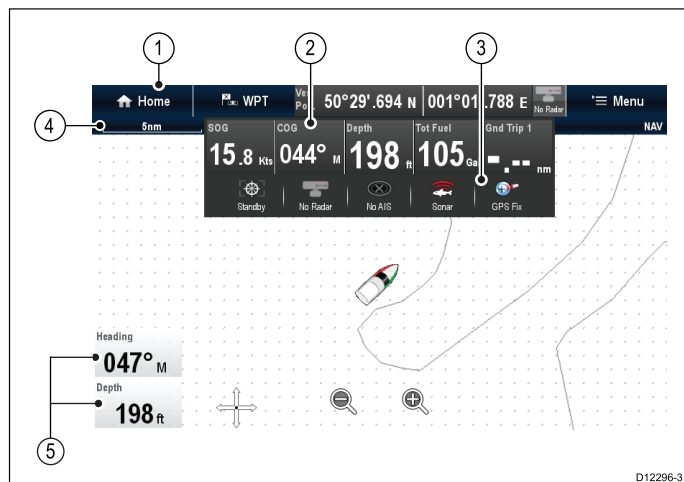 1
2
3
4
5
Home
WPT
50°29'.694 N
001°01 .788 E
No Radar
Menu
5nm
NAV
SOG
15.8 Kts
COG
044° M
Depth
198 ft
Tot Fuel
105
Gnd Trip 1
-.-- nm
Standby
No Radar
No AIS
Sonar
GPS Fix
Heading
047° M
Depth
198 ft
D12296-3